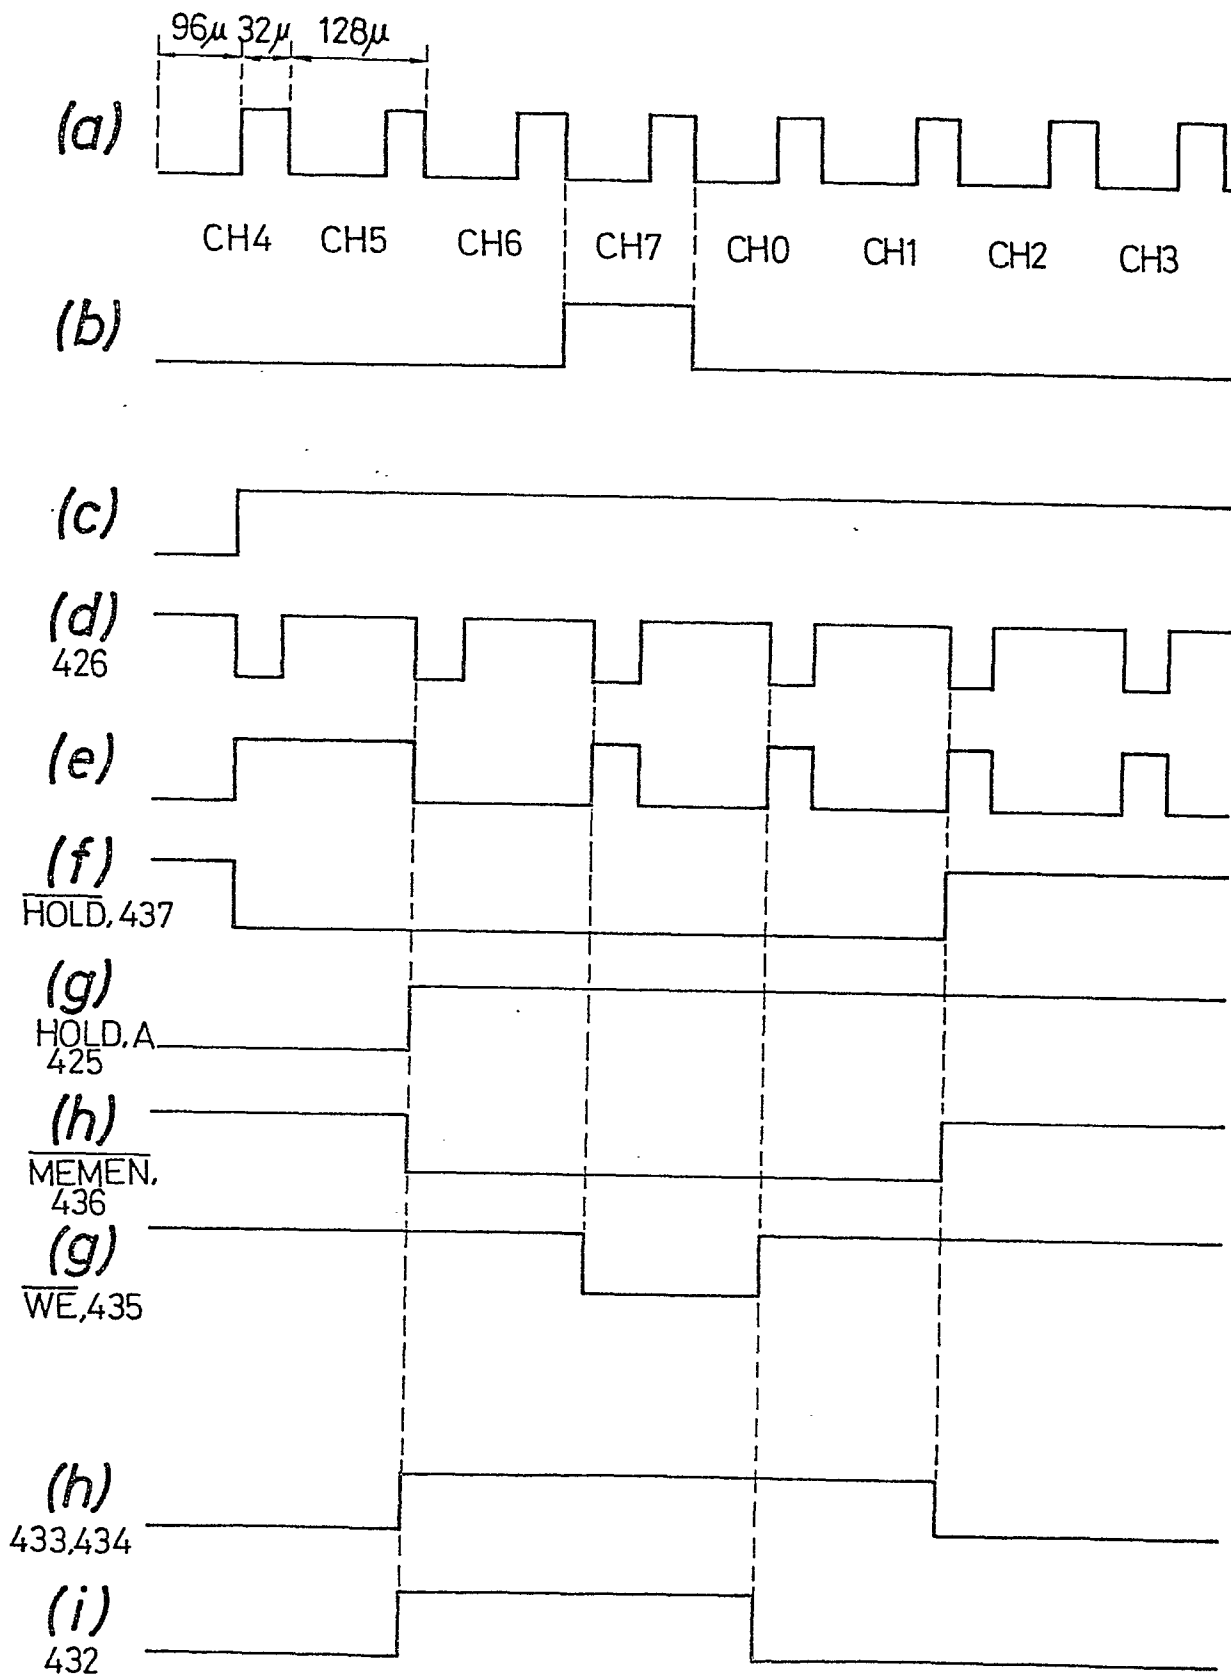 96μ 32μ 128μ
(a)
CH4 CH5 CH6 CH7 CH0 CH1 CH2 CH3
(b)
(c)
(d)
426
(e)
(f)
HOLD, 437
(g)
HOLD, A
425
(h)
MEMEN,
436
(g)
WE, 435
(h)
433,434
(i)
432